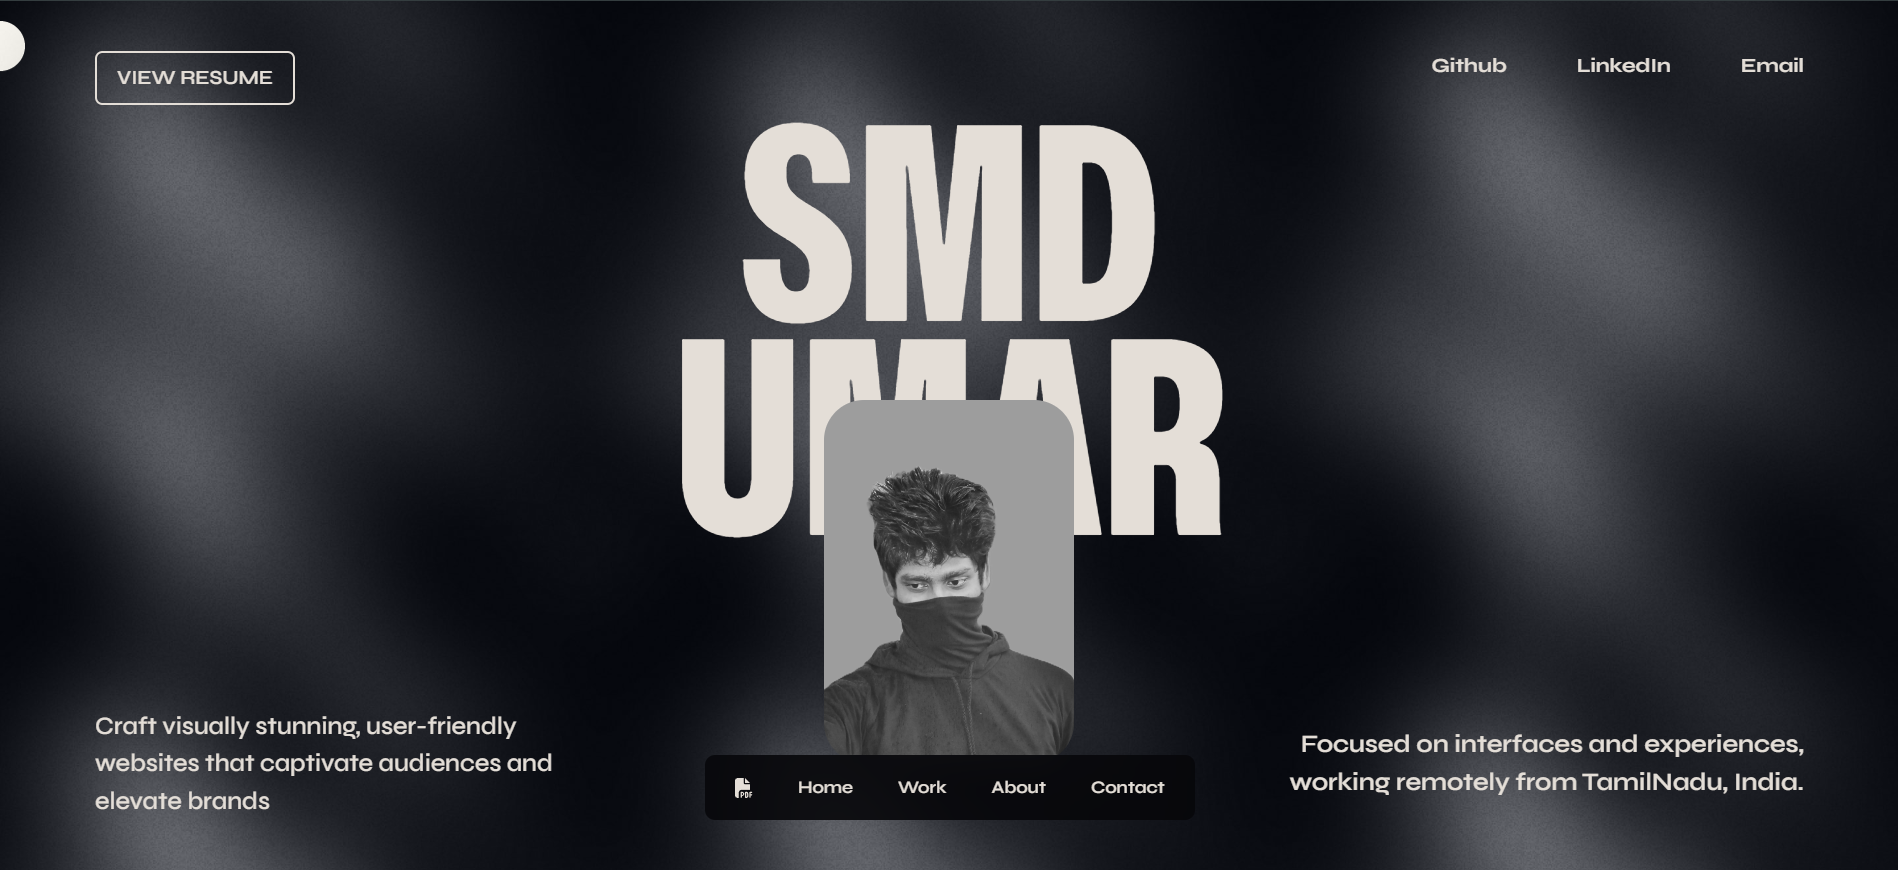 VIEW RESUME
Github
LinkedIn
Email
SMD
UMAR
Craft visually stunning, user-friendly
websites that captivate audiences and
elevate brands
Focused on interfaces and experiences,
working remotely from TamilNadu, India.
PDF
Home
Work
About
Contact